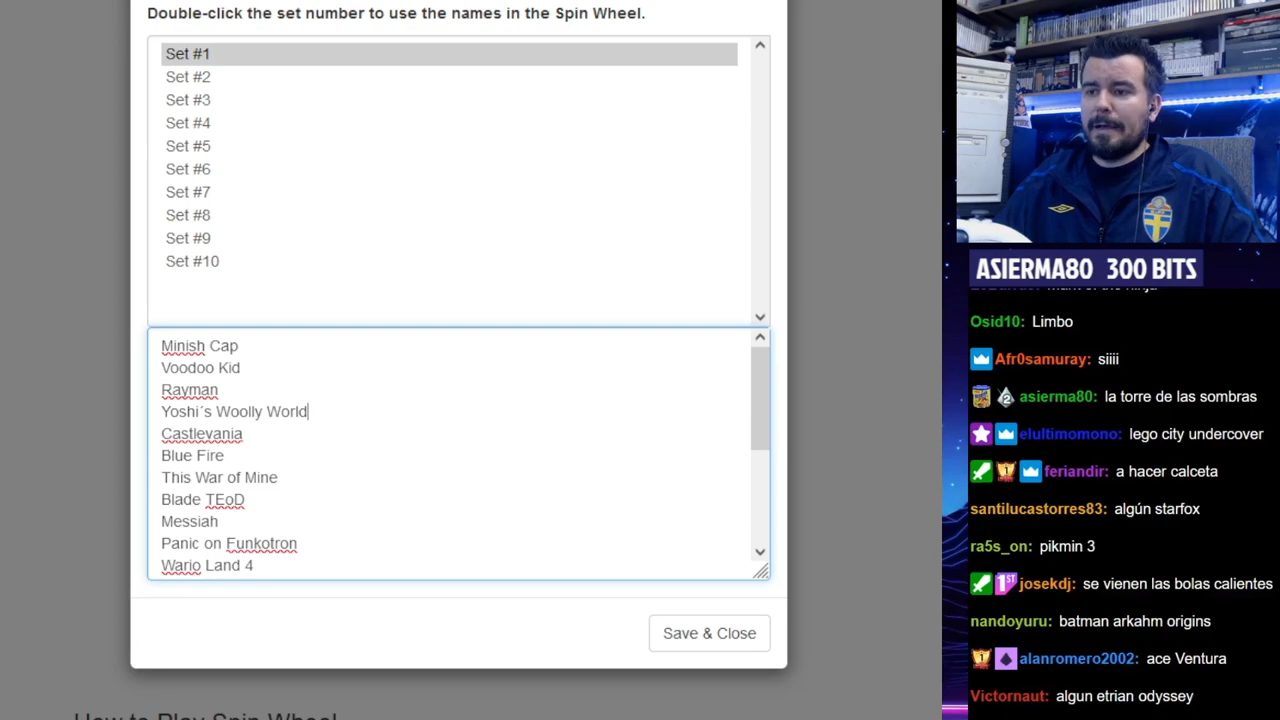 Double-click the set number to use the names in the Spin Wheel.
Set #1
Set #2
Set #3
Set #4
Set #5
Set #6
Set #7
Set #8
Set #9
Set #10
Minish Cap
Voodoo Kid
Rayman
Yoshi´s Woolly World
Castlevania
Blue Fire
This War of Mine
Blade TEoD
Messiah
Panic on Funkotron
Wario Land 4
Save & Close
How to Play Spin Wheel
ASIERMA80 300 BITS
Osid10: Limbo
Afr0samuray: siiii
asierma80: la torre de las sombras
elultimomono: lego city undercover
feriandir: a hacer calceta
santilucastorres83: algún starfox
ra5s_on: pikmin 3
josekdj: se vienen las bolas calientes
nandoyuru: batman arkahm origins
alanromero2002: ace Ventura
Victornaut: algun etrian odyssey